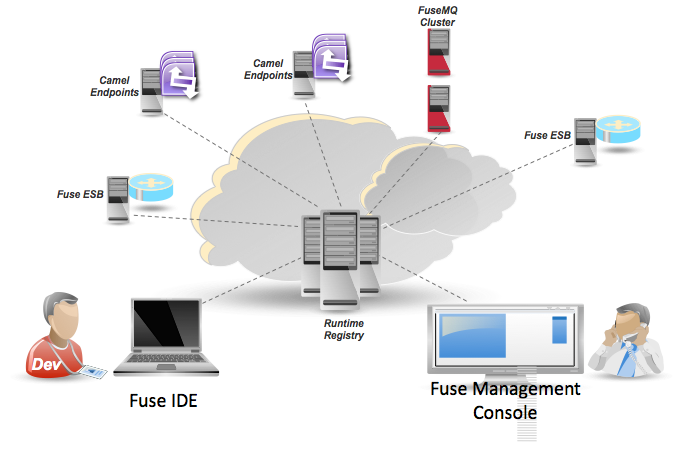 FuseMQ
Cluster
Camel
Endpoints
Camel
Endpoints
Fuse ESB
Fuse ESB
Runtime
Registry
Dev
Fuse IDE
Fuse Management
Console